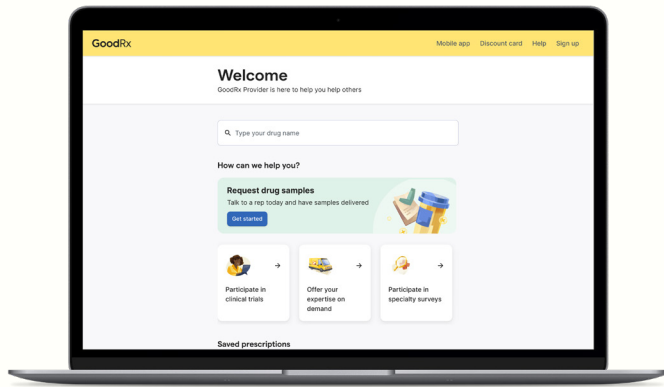 GoodRx
Mobile app Discount card Help Sign up
Welcome
GoodRx Provider is here to help you help others
Type your drug name
How can we help you?
Request drug samples
Talk to a rep today and have samples delivered
Get started
Participate in
clinical trials
Offer your
expertise on
demand
Participate in
specialty surveys
Saved prescriptions